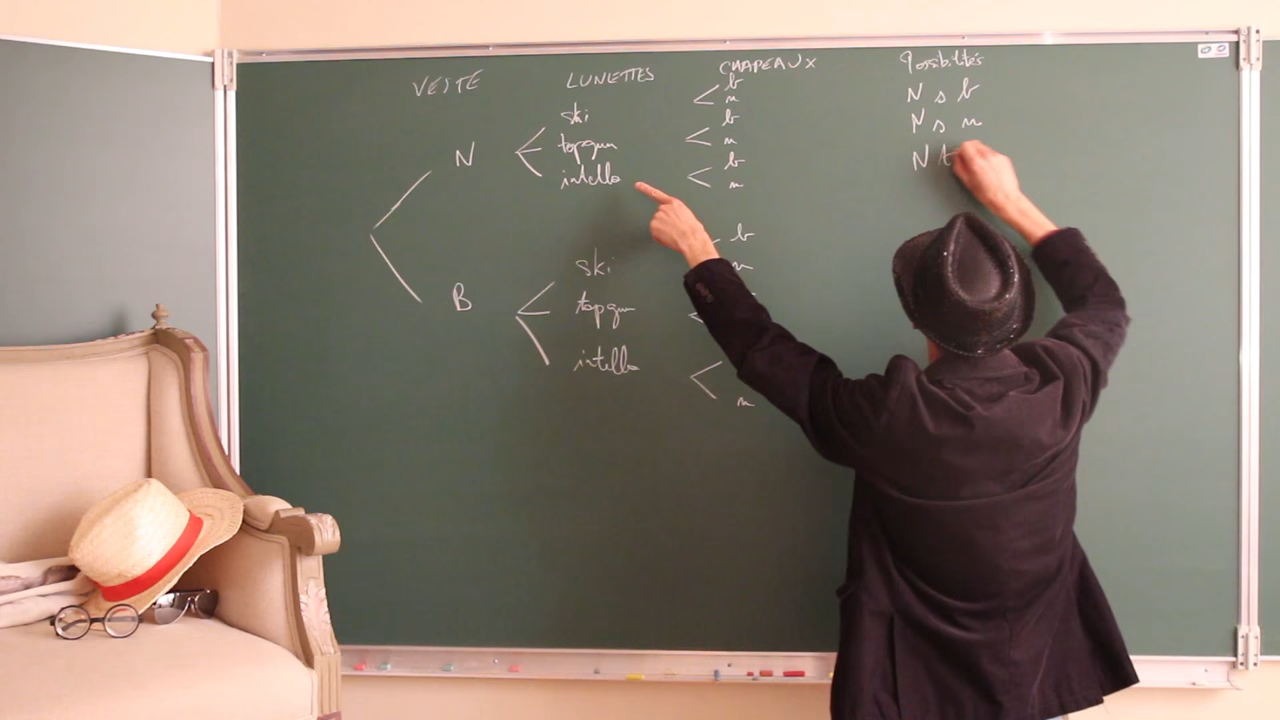 VESTE LUNETTES CHAPEAUX Possibilités
b
N s b
n
ski b
N s n
N topgun n
N t
b
intello n
b
ski n
B topgun
intello
n